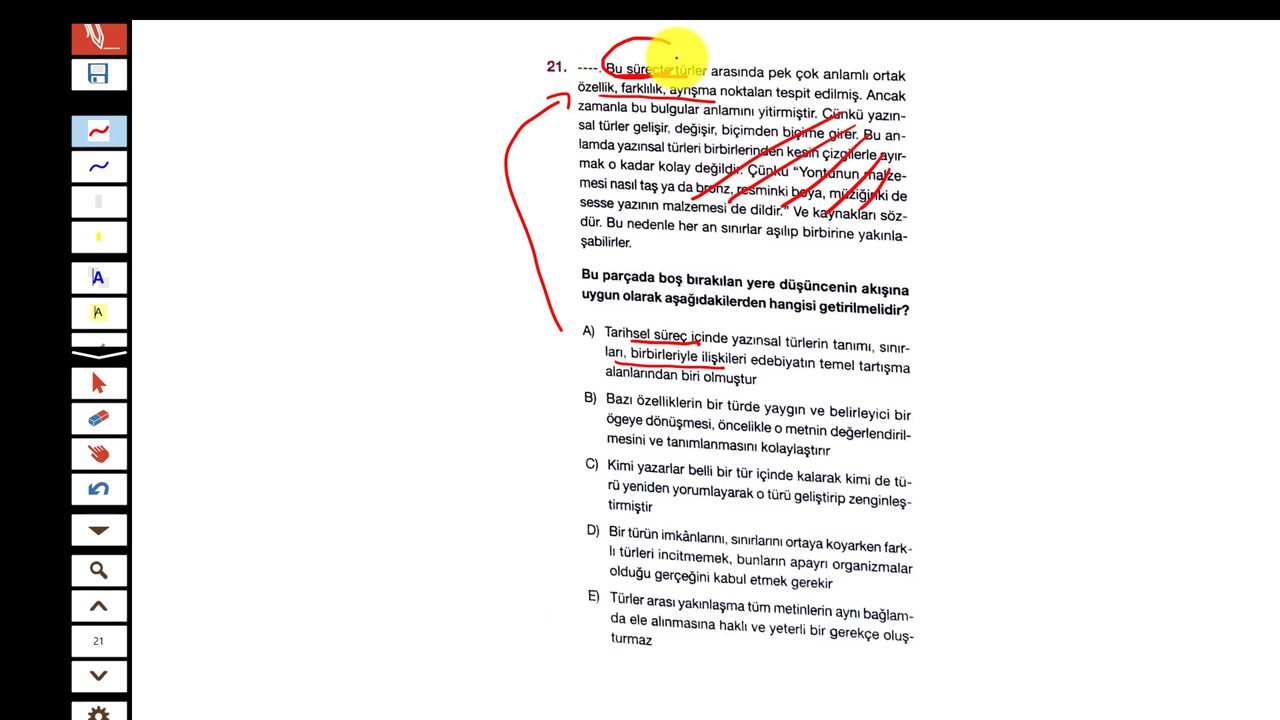 21. ----. Bu süreçte türler arasında pek çok anlamlı ortak
özellik, farklılık, ayrışma noktaları tespit edilmiş. Ancak
zamanla bu bulgular anlamını yitirmiştir. Çünkü yazın-
sal türler gelişir, değişir, biçimden biçime girer. Bu an-
lamda yazınsal türleri birbirlerinden kesin çizgilerle ayır-
mak o kadar kolay değildir. Çünkü “Yontunun malze-
mesi nasıl taş ya da bronz, resminki boya, müziğinki de
sesse yazının malzemesi de dildir.” Ve kaynakları söz-
dür. Bu nedenle her an sınırlar aşılıp birbirine yakınla-
şabilirler.
Bu parçada boş bırakılan yere düşüncenin akışına
uygun olarak aşağıdakilerden hangisi getirilmelidir?
A) Tarihsel süreç içinde yazınsal türlerin tanımı, sınır-
ları, birbirleriyle ilişkileri edebiyatın temel tartışma
alanlarından biri olmuştur
B) Bazı özelliklerin bir türde yaygın ve belirleyici bir
ögeye dönüşmesi, öncelikle o metnin değerlendiril-
mesini ve tanımlanmasını kolaylaştırır
C) Kimi yazarlar belli bir tür içinde kalarak kimi de tü-
rü yeniden yorumlayarak o türü geliştirip zenginleş-
tirmiştir
D) Bir türün imkânlarını, sınırlarını ortaya koyarken fark-
lı türleri incitmemek, bunların apayrı organizmalar
olduğu gerçeğini kabul etmek gerekir
E) Türler arası yakınlaşma tüm metinlerin aynı bağlam-
da ele alınmasına haklı ve yeterli bir gerekçe oluş-
turmaz
A
A
21